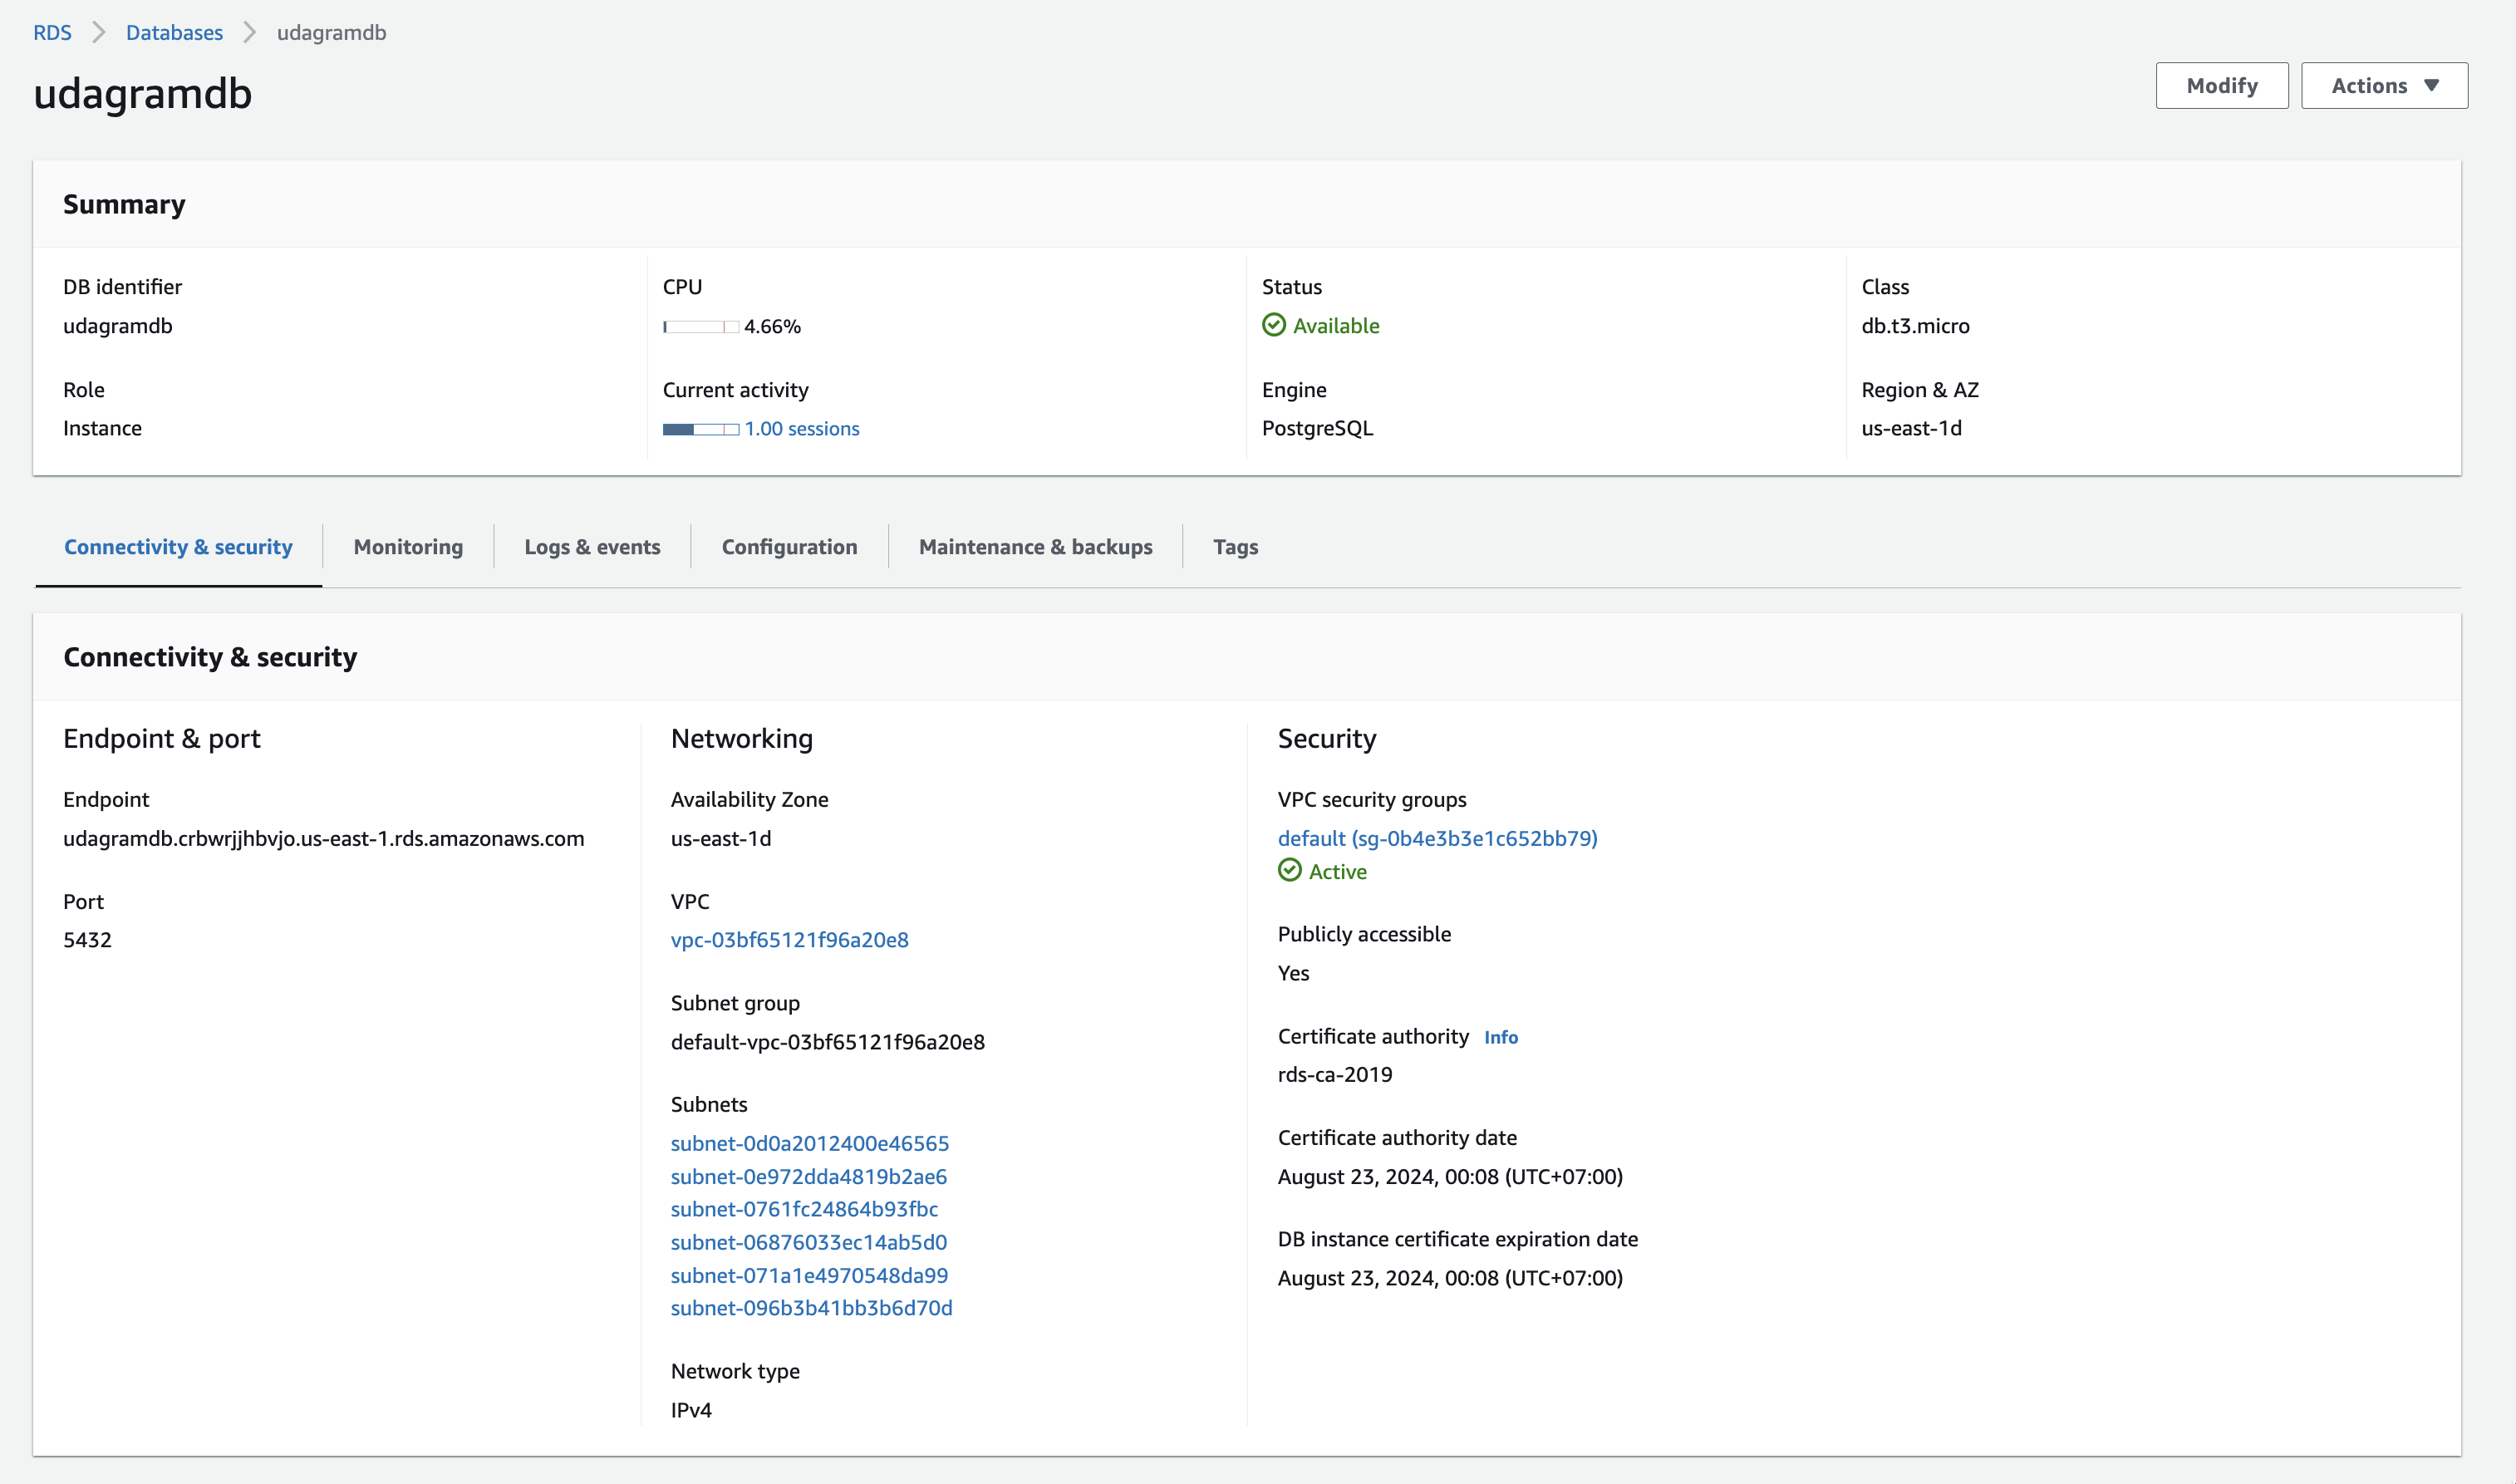 RDS
Databases
udagramdb
udagramdb
Modify
Actions
Summary
DB identifier
udagramdb
CPU
4.66%
Status
Available
Class
db.t3.micro
Role
Instance
Current activity
1.00 sessions
Engine
PostgreSQL
Region & AZ
us-east-1d
Connectivity & security
Monitoring
Logs & events
Configuration
Maintenance & backups
Tags
Connectivity & security
Endpoint & port
Endpoint
udagramdb.crbwrjjhbvjo.us-east-1.rds.amazonaws.com
Port
5432
Networking
Availability Zone
us-east-1d
VPC
vpc-03bf65121f96a20e8
Subnet group
default-vpc-03bf65121f96a20e8
Subnets
subnet-0d0a2012400e46565
subnet-0e972dda4819b2ae6
subnet-0761fc24864b93fbc
subnet-06876033ec14ab5d0
subnet-071a1e4970548da99
subnet-096b3b41bb3b6d70d
Network type
IPv4
Security
VPC security groups
default (sg-0b4e3b3e1c652bb79)
Active
Publicly accessible
Yes
Certificate authority Info
rds-ca-2019
Certificate authority date
August 23, 2024, 00:08 (UTC+07:00)
DB instance certificate expiration date
August 23, 2024, 00:08 (UTC+07:00)